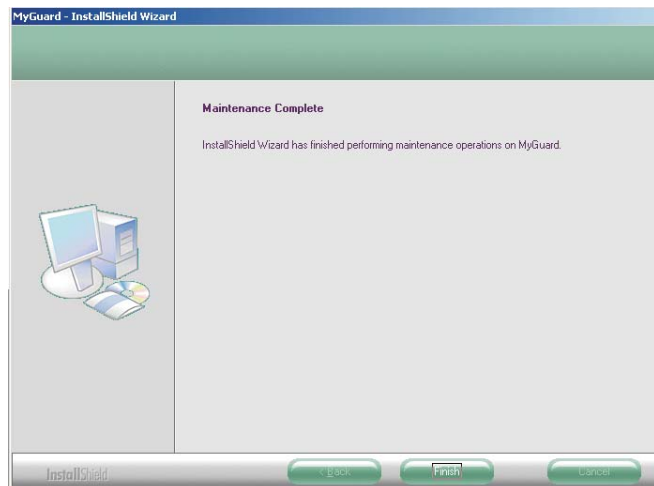 MyGuard - InstallShield Wizard
Maintenance Complete
InstallShield Wizard has finished performing maintenance operations on MyGuard.
InstallShield
< Back Finish Cancel